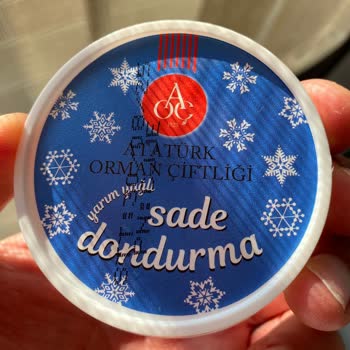 AOÇ
ATATÜRK
ORMAN ÇİFTLİĞİ
yarım yağlı
sade
dondurma